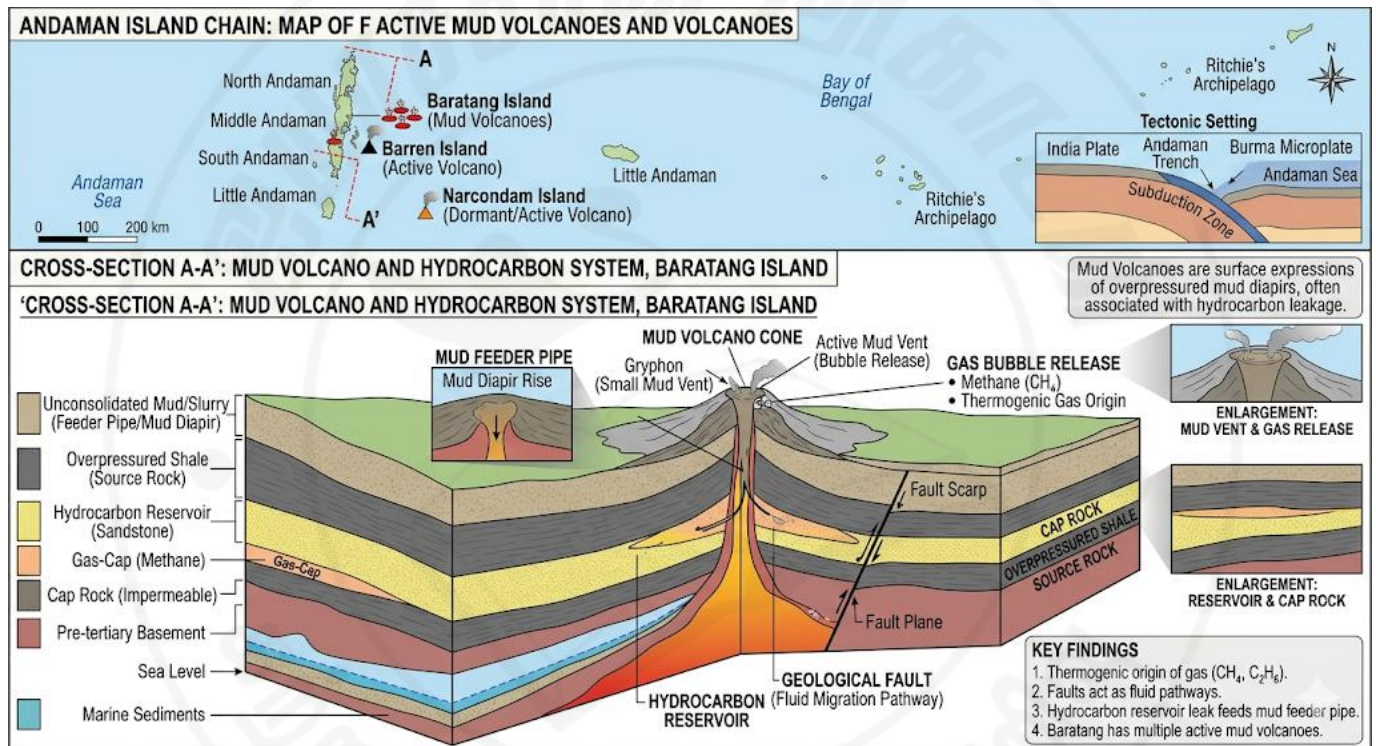 ANDAMAN ISLAND CHAIN: MAP OF F ACTIVE MUD VOLCANOES AND VOLCANOES
A
North Andaman
Middle Andaman
South Andaman
Little Andaman
Baratang Island
(Mud Volcanoes)
Barren Island
(Active Volcano)
Narcondam Island
(Dormant/Active Volcano)
A'
Andaman
Sea
0 100 200 km
Little Andaman
Bay of
Bengal
Ritchie's
Archipelago
Ritchie's
Archipelago
N
Tectonic Setting
India Plate
Andaman
Trench
Burma Microplate
Andaman Sea
Subduction Zone
CROSS-SECTION A-A’: MUD VOLCANO AND HYDROCARBON SYSTEM, BARATANG ISLAND
‘CROSS-SECTION A-A’: MUD VOLCANO AND HYDROCARBON SYSTEM, BARATANG ISLAND
Mud Volcanoes are surface expressions
of overpressured mud diapirs, often
associated with hydrocarbon leakage.
MUD FEEDER PIPE
Mud Diapir Rise
MUD VOLCANO CONE
Gryphon
(Small Mud Vent)
Active Mud Vent
(Bubble Release)
GAS BUBBLE RELEASE
• Methane (CH₄)
• Thermogenic Gas Origin
ENLARGEMENT:
MUD VENT & GAS RELEASE
Unconsolidated Mud/Slurry
(Feeder Pipe/Mud Diapir)
Overpressured Shale
(Source Rock)
Hydrocarbon Reservoir
(Sandstone)
Gas-Cap (Methane)
Gas-Cap
Cap Rock (Impermeable)
Pre-tertiary Basement
Sea Level
Marine Sediments
Fault Scarp
CAP ROCK
OVERPRESSURED SHALE
SOURCE ROCK
Fault Plane
GEOLOGICAL FAULT
(Fluid Migration Pathway)
HYDROCARBON
RESERVOIR
ENLARGEMENT:
RESERVOIR & CAP ROCK
KEY FINDINGS
1. Thermogenic origin of gas (CH₄, C₂H₆).
2. Faults act as fluid pathways.
3. Hydrocarbon reservoir leak feeds mud feeder pipe.
4. Baratang has multiple active mud volcanoes.